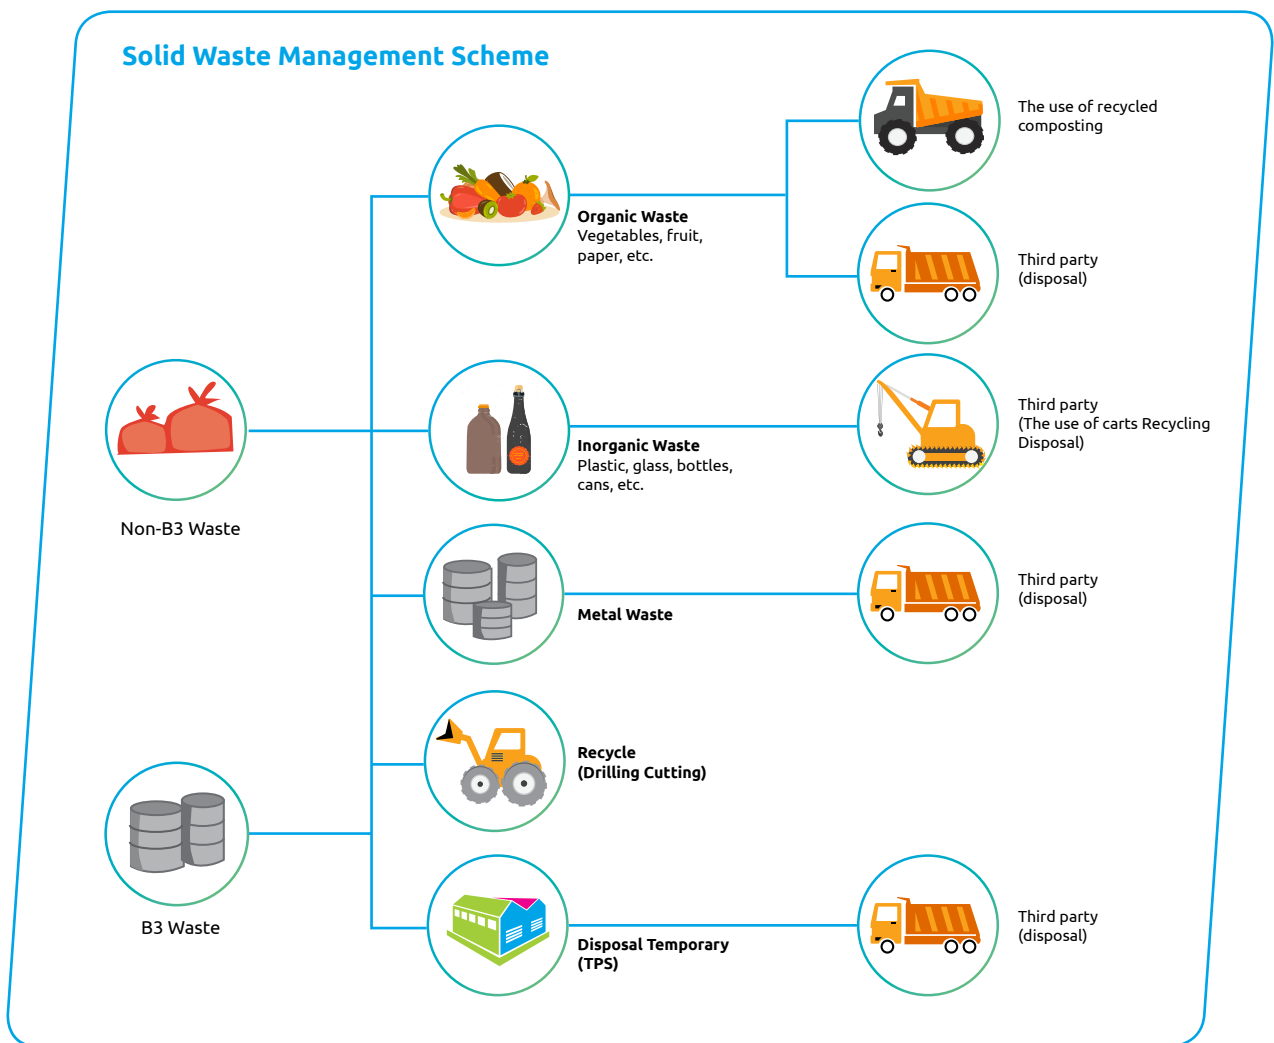 Solid Waste Management Scheme
The use of recycled
composting
Organic Waste
Vegetables, fruit,
paper, etc.
Third party
(disposal)
Non-B3 Waste
Inorganic Waste
Plastic, glass, bottles,
cans, etc.
Third party
(The use of carts Recycling
Disposal)
Metal Waste
Third party
(disposal)
Recycle
(Drilling Cutting)
B3 Waste
Disposal Temporary
(TPS)
Third party
(disposal)